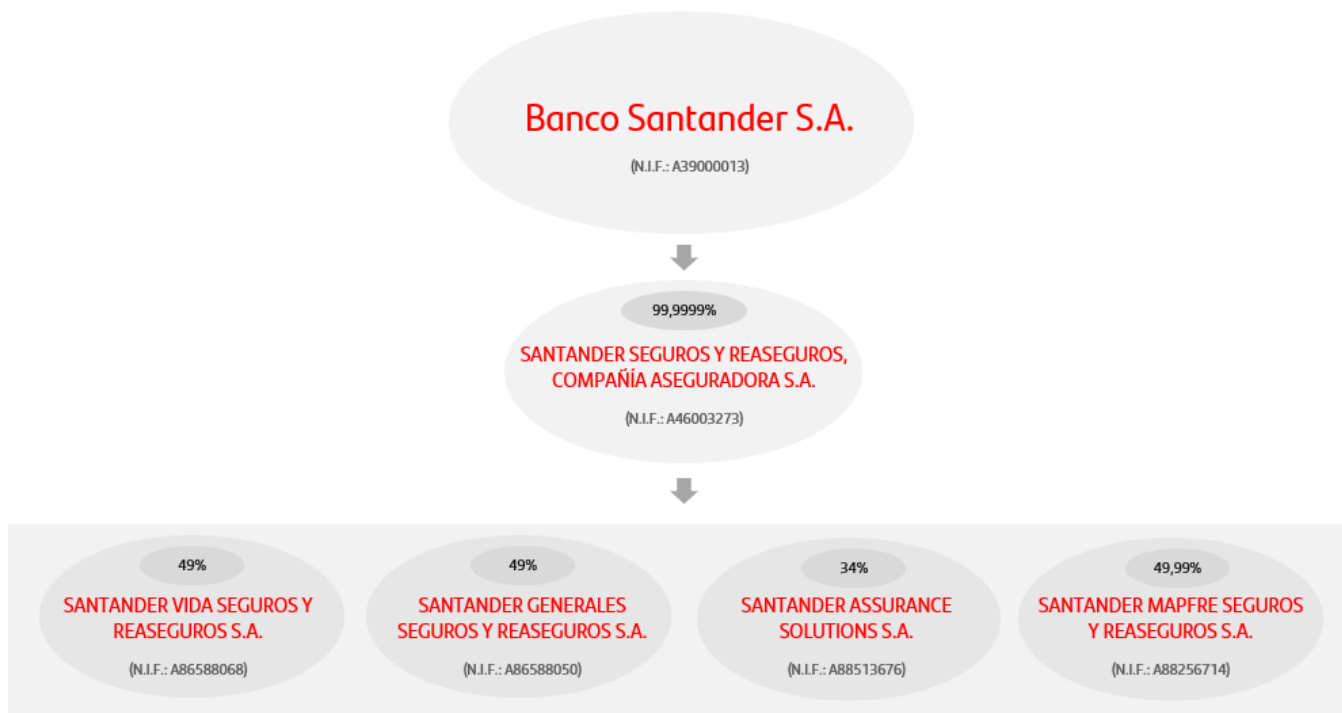 Banco Santander S.A.
(N.I.F.: A39000013)
99,9999%
SANTANDER SEGUROS Y REASEGUROS,
COMPAÑÍA ASEGURADORA S.A.
(N.I.F.: A46003273)
49%
SANTANDER VIDA SEGUROS Y
REASEGUROS S.A.
(N.I.F.: A86588068)
49%
SANTANDER GENERALES
SEGUROS Y REASEGUROS S.A.
(N.I.F.: A86588050)
34%
SANTANDER ASSURANCE
SOLUTIONS S.A.
(N.I.F.: A88513676)
49,99%
SANTANDER MAPFRE SEGUROS
Y REASEGUROS S.A.
(N.I.F.: A88256714)